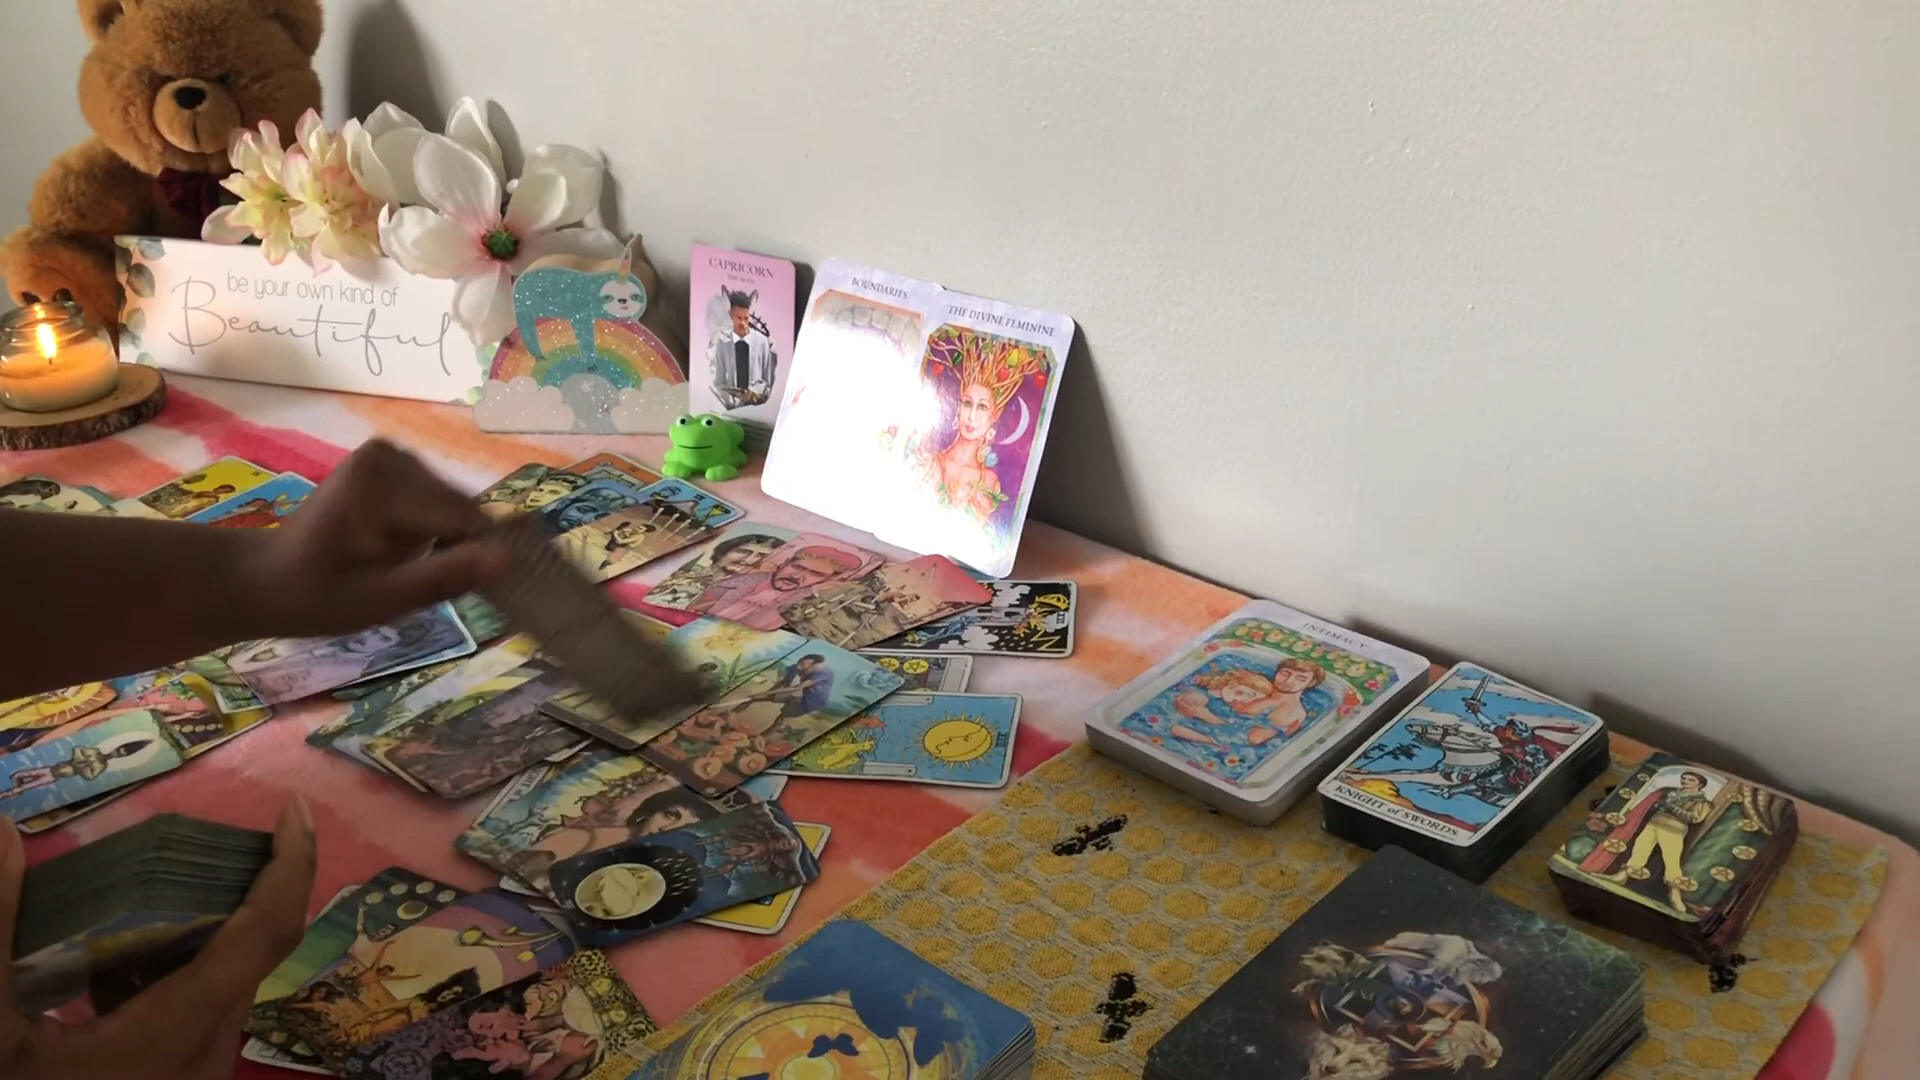 be your own kind of
Beautiful
CAPRICORN
BOUNDARIES
THE DIVINE FEMININE
INTIMACY
KNIGHT of SWORDS